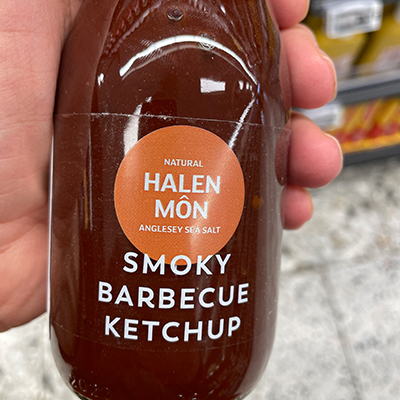 NATURAL
HALEN
MÔN
ANGLESEY SEA SALT
SMOKY
BARBECUE
KETCHUP